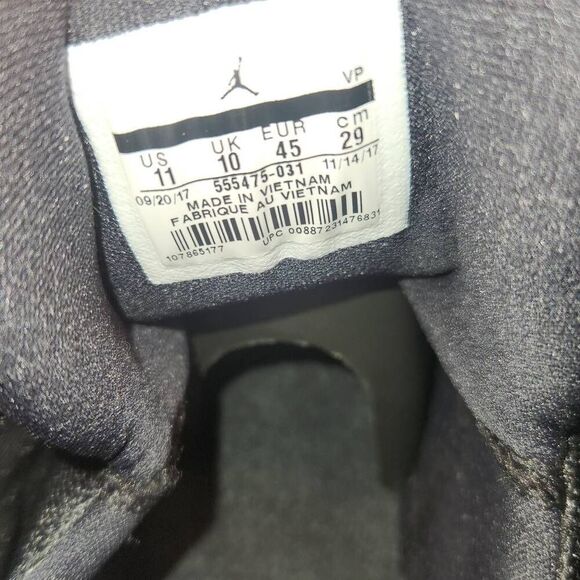 VP
US UK EUR cm
11 10 45 29
09/20/17 555475-031 11/14/17
MADE IN VIETNAM
FABRIQUE AU VIETNAM
107865177 UPC 00887231476831